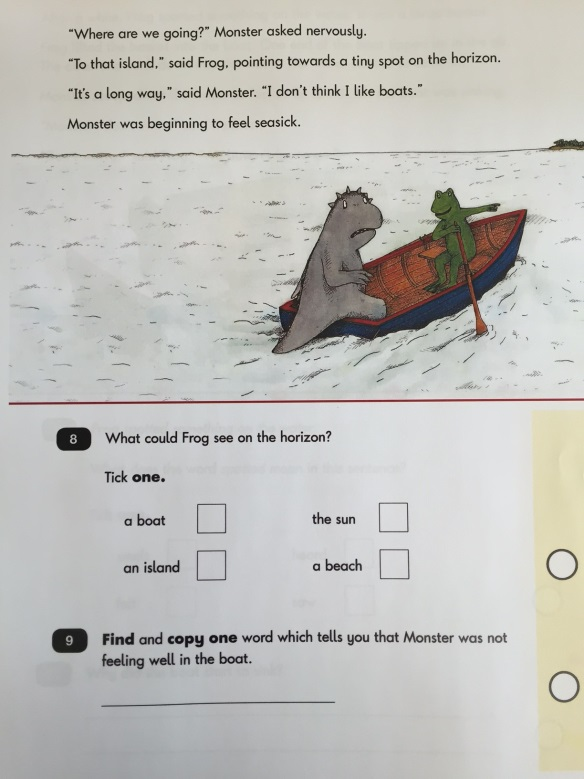 “Where are we going?” Monster asked nervously.
“To that island,” said Frog, pointing towards a tiny spot on the horizon.
“It’s a long way,” said Monster. “I don’t think I like boats.”
Monster was beginning to feel seasick.
8 What could Frog see on the horizon?
Tick one.
a boat the sun
an island a beach
9 Find and copy one word which tells you that Monster was not
feeling well in the boat.